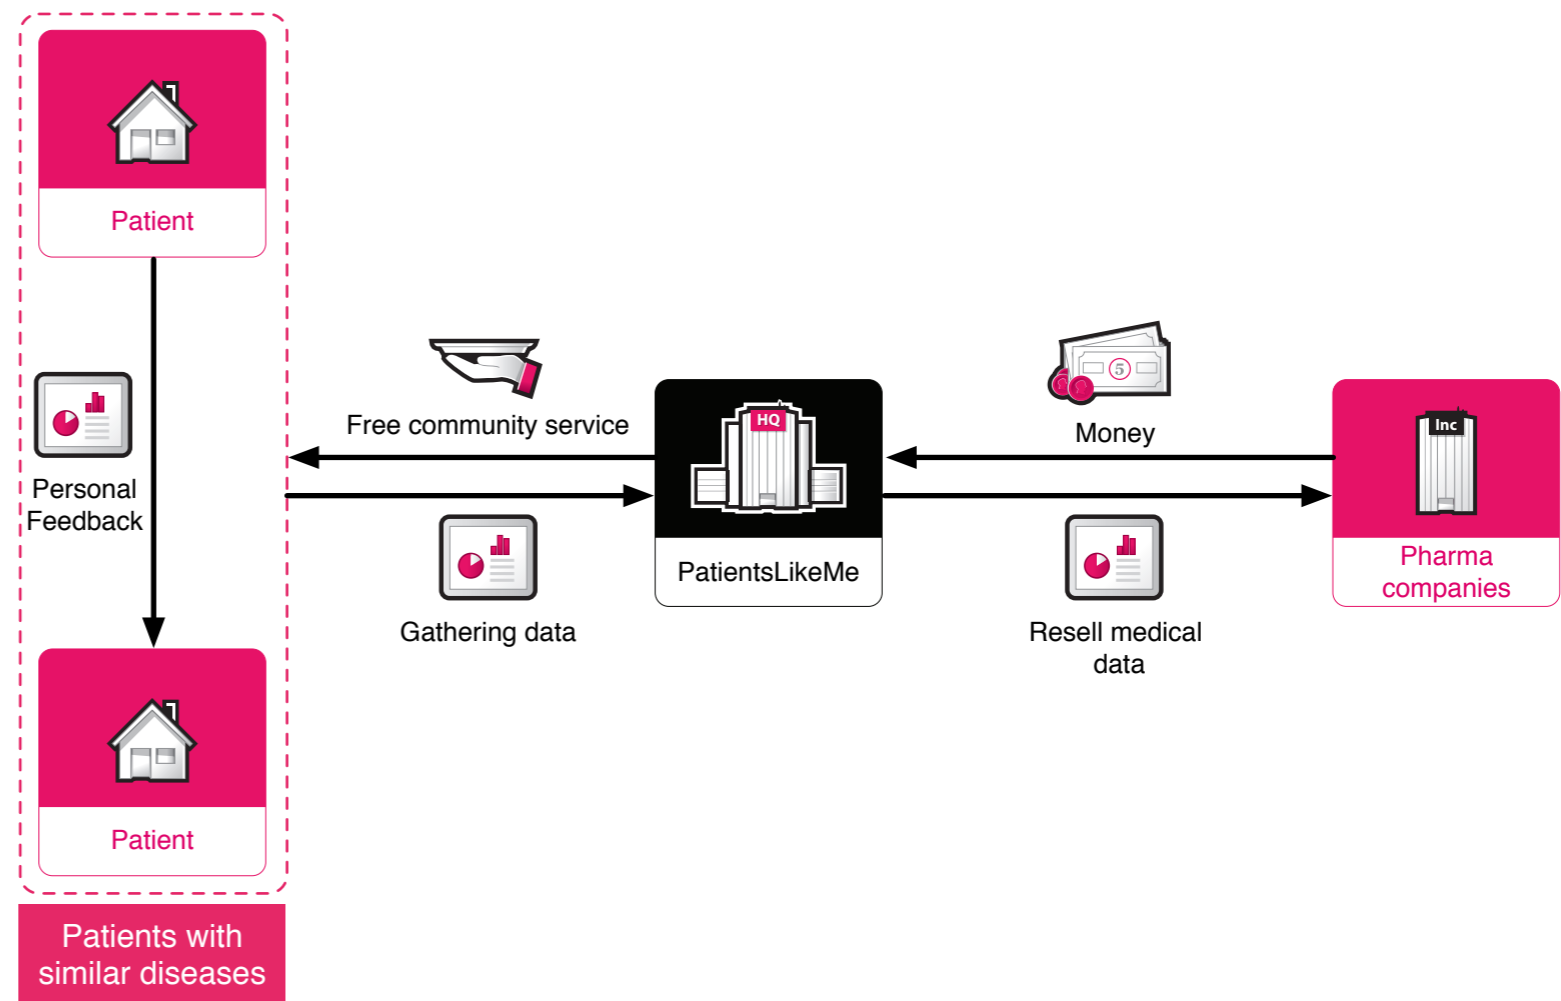 Patient
Personal
Feedback
Patient
Patients with
similar diseases
Free community service
Gathering data
HQ
PatientsLikeMe
5
Money
Resell medical
data
Inc
Pharma
companies